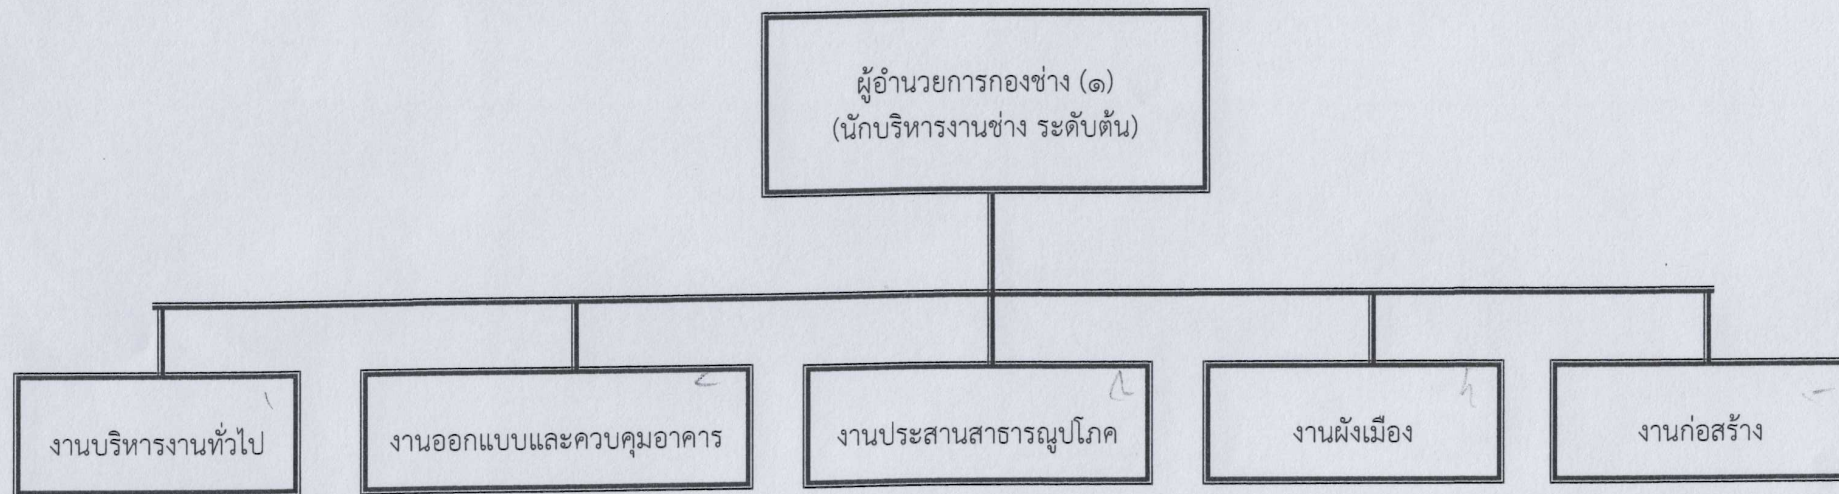 ผู้อำนวยการกองช่าง (๑)
(นักบริหารงานช่าง ระดับต้น)
งานบริหารงานทั่วไป
งานออกแบบและควบคุมอาคาร
งานประสานสาธารณูปโภค
งานผังเมือง
งานก่อสร้าง